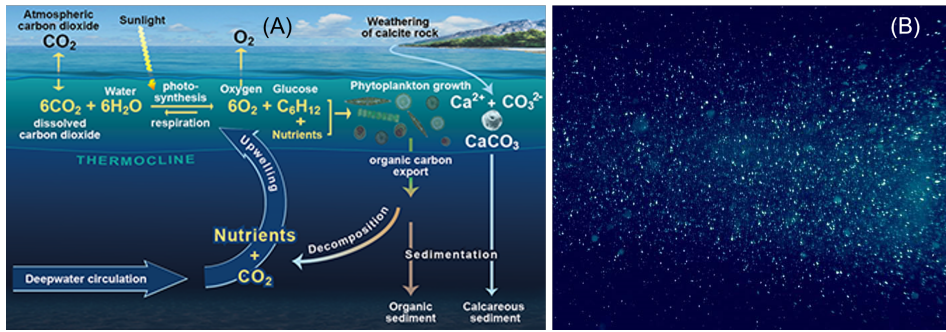 Atmospheric
carbon dioxide
CO₂
Sunlight
O₂
(A)
Weathering
of calcite rock
Water
photo-
synthesis
Oxygen
Glucose
Phytoplankton growth
6CO₂ + 6H₂O
6O₂ + C₆H₁₂
Ca²⁺ + CO₃²⁻
dissolved
carbon dioxide
respiration
+
Nutrients
CaCO₃
THERMOCLINE
Upwelling
organic carbon
export
Nutrients
+
CO₂
Decomposition
Sedimentation
Deepwater circulation
Organic
sediment
Calcareous
sediment
(B)